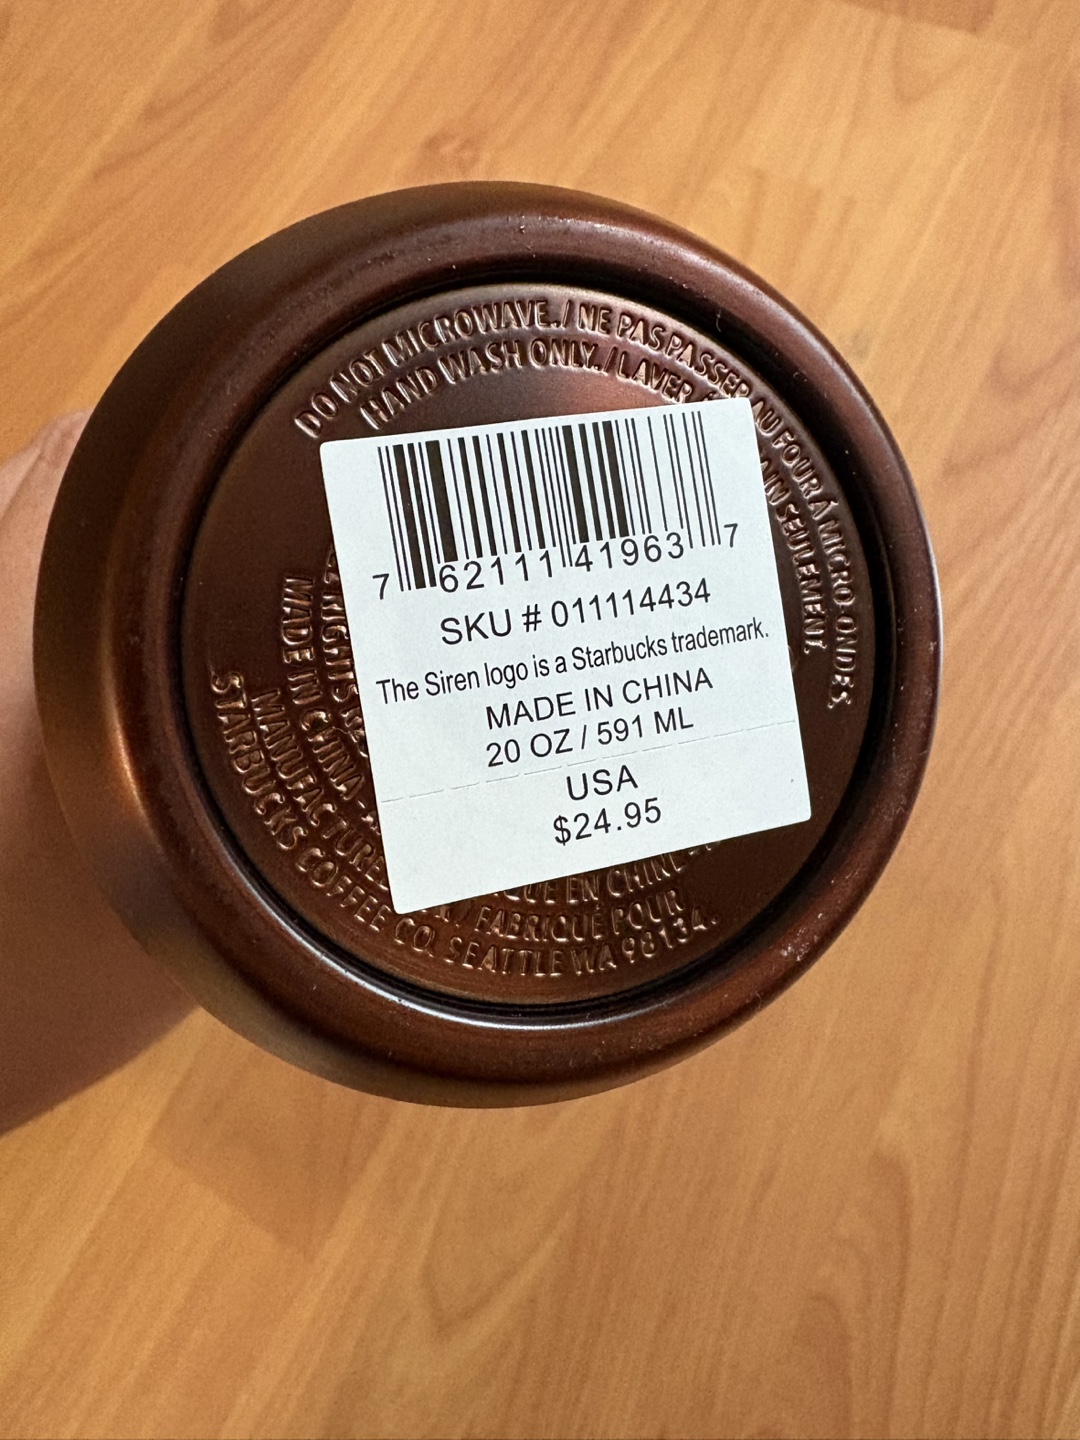 DO NOT MICROWAVE. / NE PAS PASSER AU FOUR À MICRO-ONDES.
HAND WASH ONLY. / LAVER SEULEMENT.
7 62111 41963 7
SKU # 011114434
The Siren logo is a Starbucks trademark.
MADE IN CHINA
20 OZ / 591 ML
USA
$24.95
RIGHTS
MADE IN CHINA - EN CHINE
/ FABRIQUÉ POUR
STARBUCKS COFFEE CO. SEATTLE WA 98134.